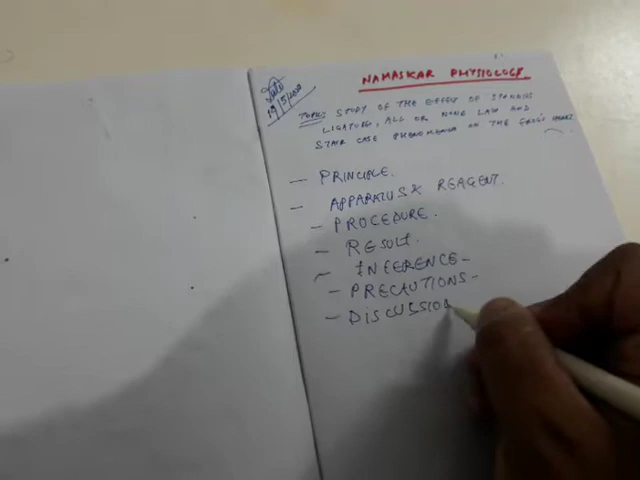 NAMASKAR PHYSIOLOGY
Date
19/5/2020
TOPIC: STUDY OF THE EFFECT OF STANNIUS
LIGATURE, ALL OR NONE LAW AND
STAIR CASE PHENOMENON ON THE FROG'S HEART.
- PRINCIPLE.
- APPARATUS & REAGENT.
- PROCEDURE.
- RESULT.
- INFERENCE-
- PRECAUTIONS-
- DISCUSSION